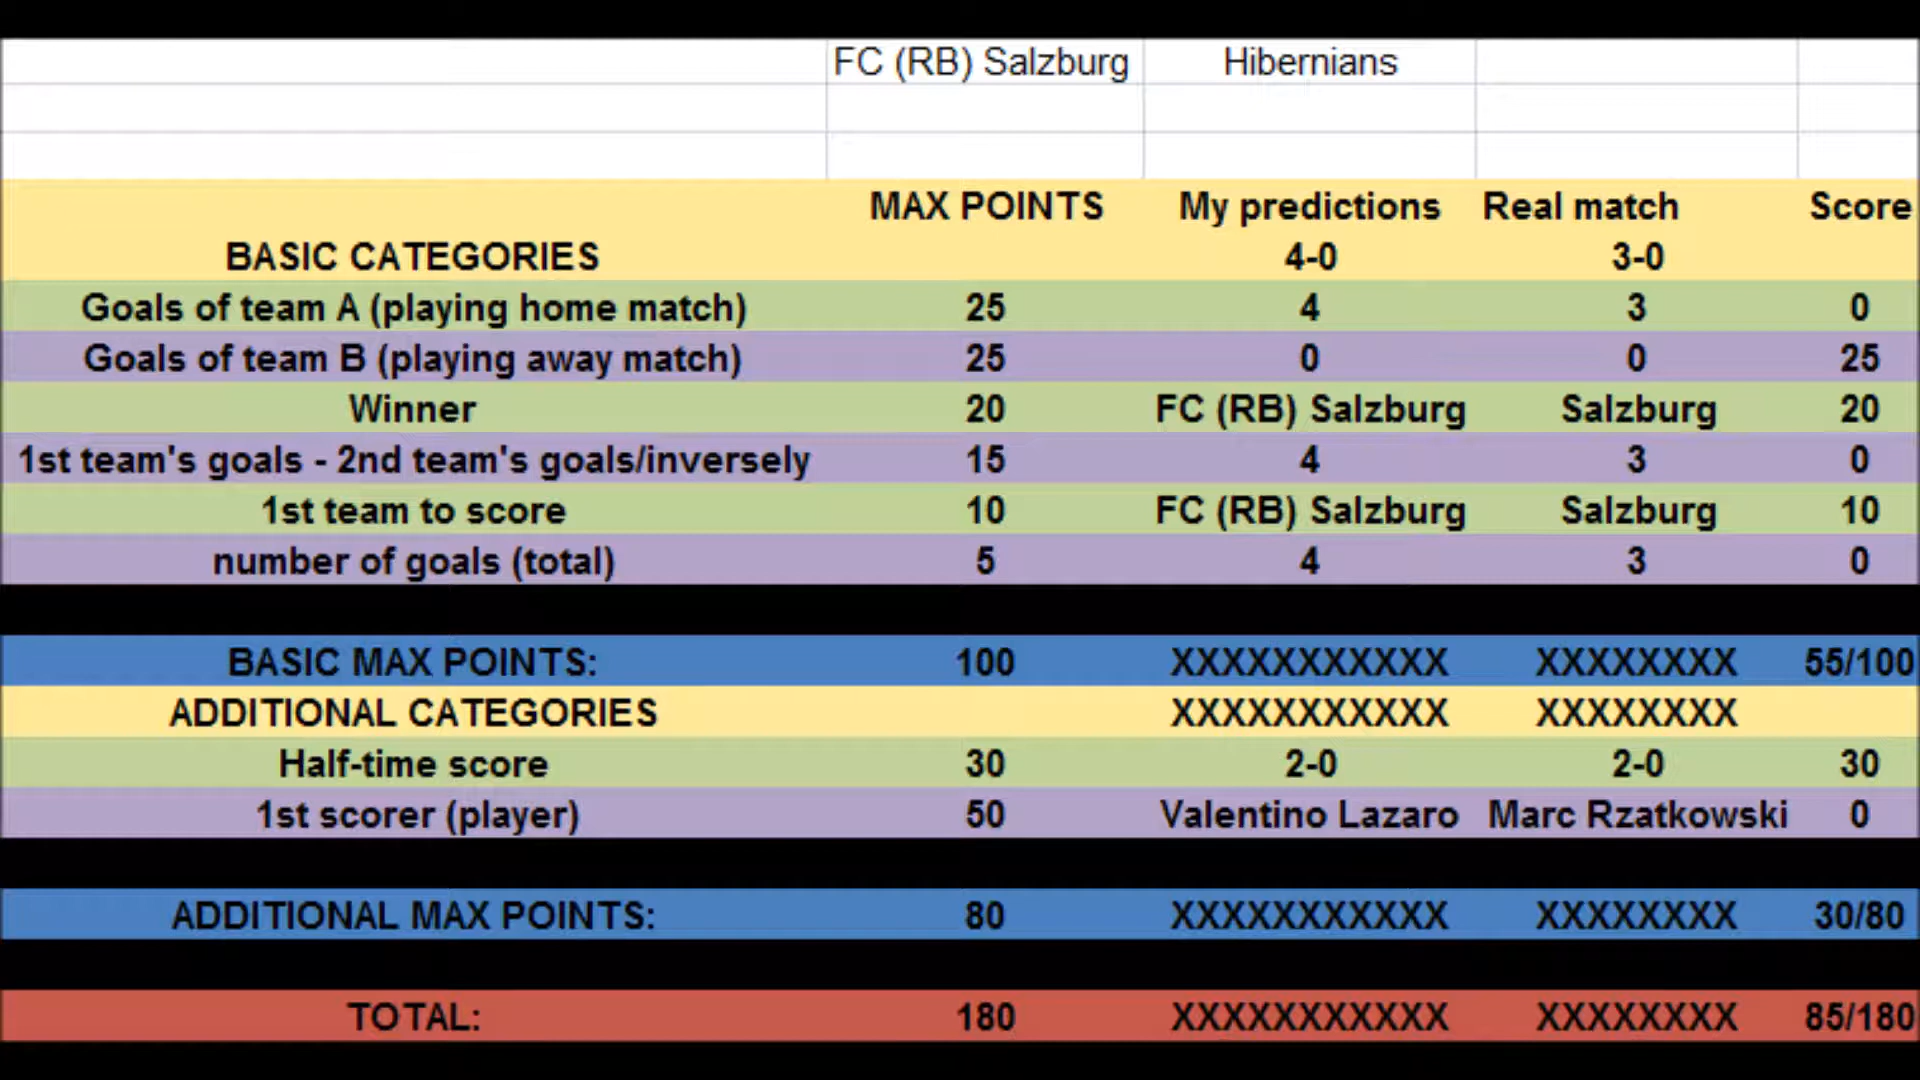 FC (RB) Salzburg Hibernians
MAX POINTS My predictions Real match Score
BASIC CATEGORIES 4-0 3-0
Goals of team A (playing home match) 25 4 3 0
Goals of team B (playing away match) 25 0 0 25
Winner 20 FC (RB) Salzburg Salzburg 20
1st team's goals - 2nd team's goals/inversely 15 4 3 0
1st team to score 10 FC (RB) Salzburg Salzburg 10
number of goals (total) 5 4 3 0
BASIC MAX POINTS: 100 XXXXXXXXXXX XXXXXXXX 55/100
ADDITIONAL CATEGORIES XXXXXXXXXXX XXXXXXXX
Half-time score 30 2-0 2-0 30
1st scorer (player) 50 Valentino Lazaro Marc Rzatkowski 0
ADDITIONAL MAX POINTS: 80 XXXXXXXXXXX XXXXXXXX 30/80
TOTAL: 180 XXXXXXXXXXX XXXXXXXX 85/180